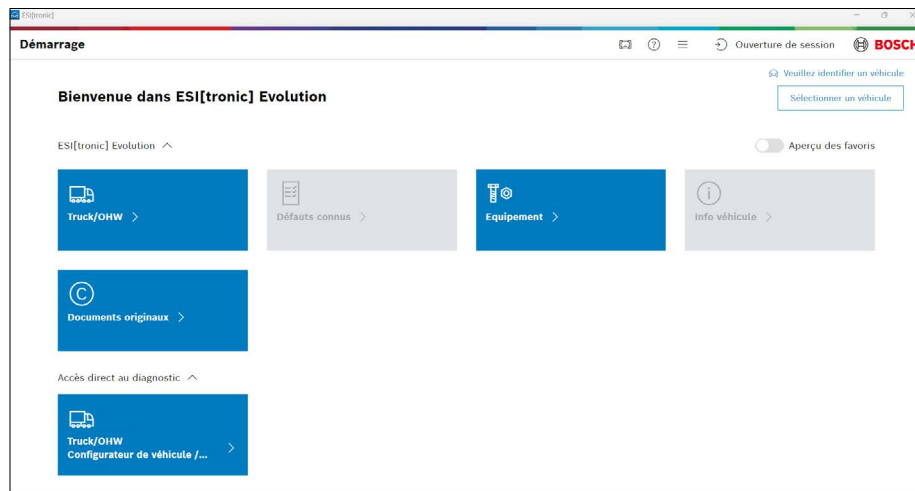 ESI[tronic]
Démarrage
Ouverture de session
BOSCH
Veuillez identifier un véhicule
Bienvenue dans ESI[tronic] Evolution
Sélectionner un véhicule
ESI[tronic] Evolution
Aperçu des favoris
Truck/OHW
Défauts connus
Equipement
Info véhicule
Documents originaux
Accès direct au diagnostic
Truck/OHW
Configurateur de véhicule /...